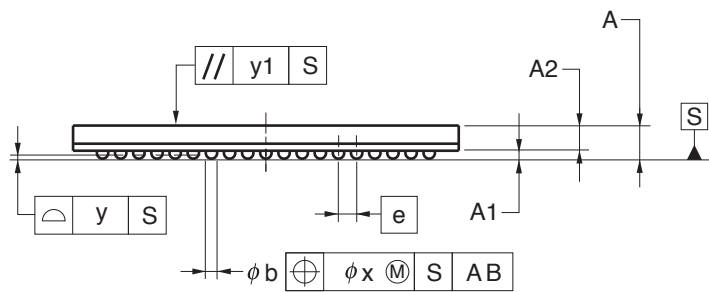 A
// y1 S
A2
S
⌓ y S
e
A1
φb ⌖ φx Ⓜ S AB